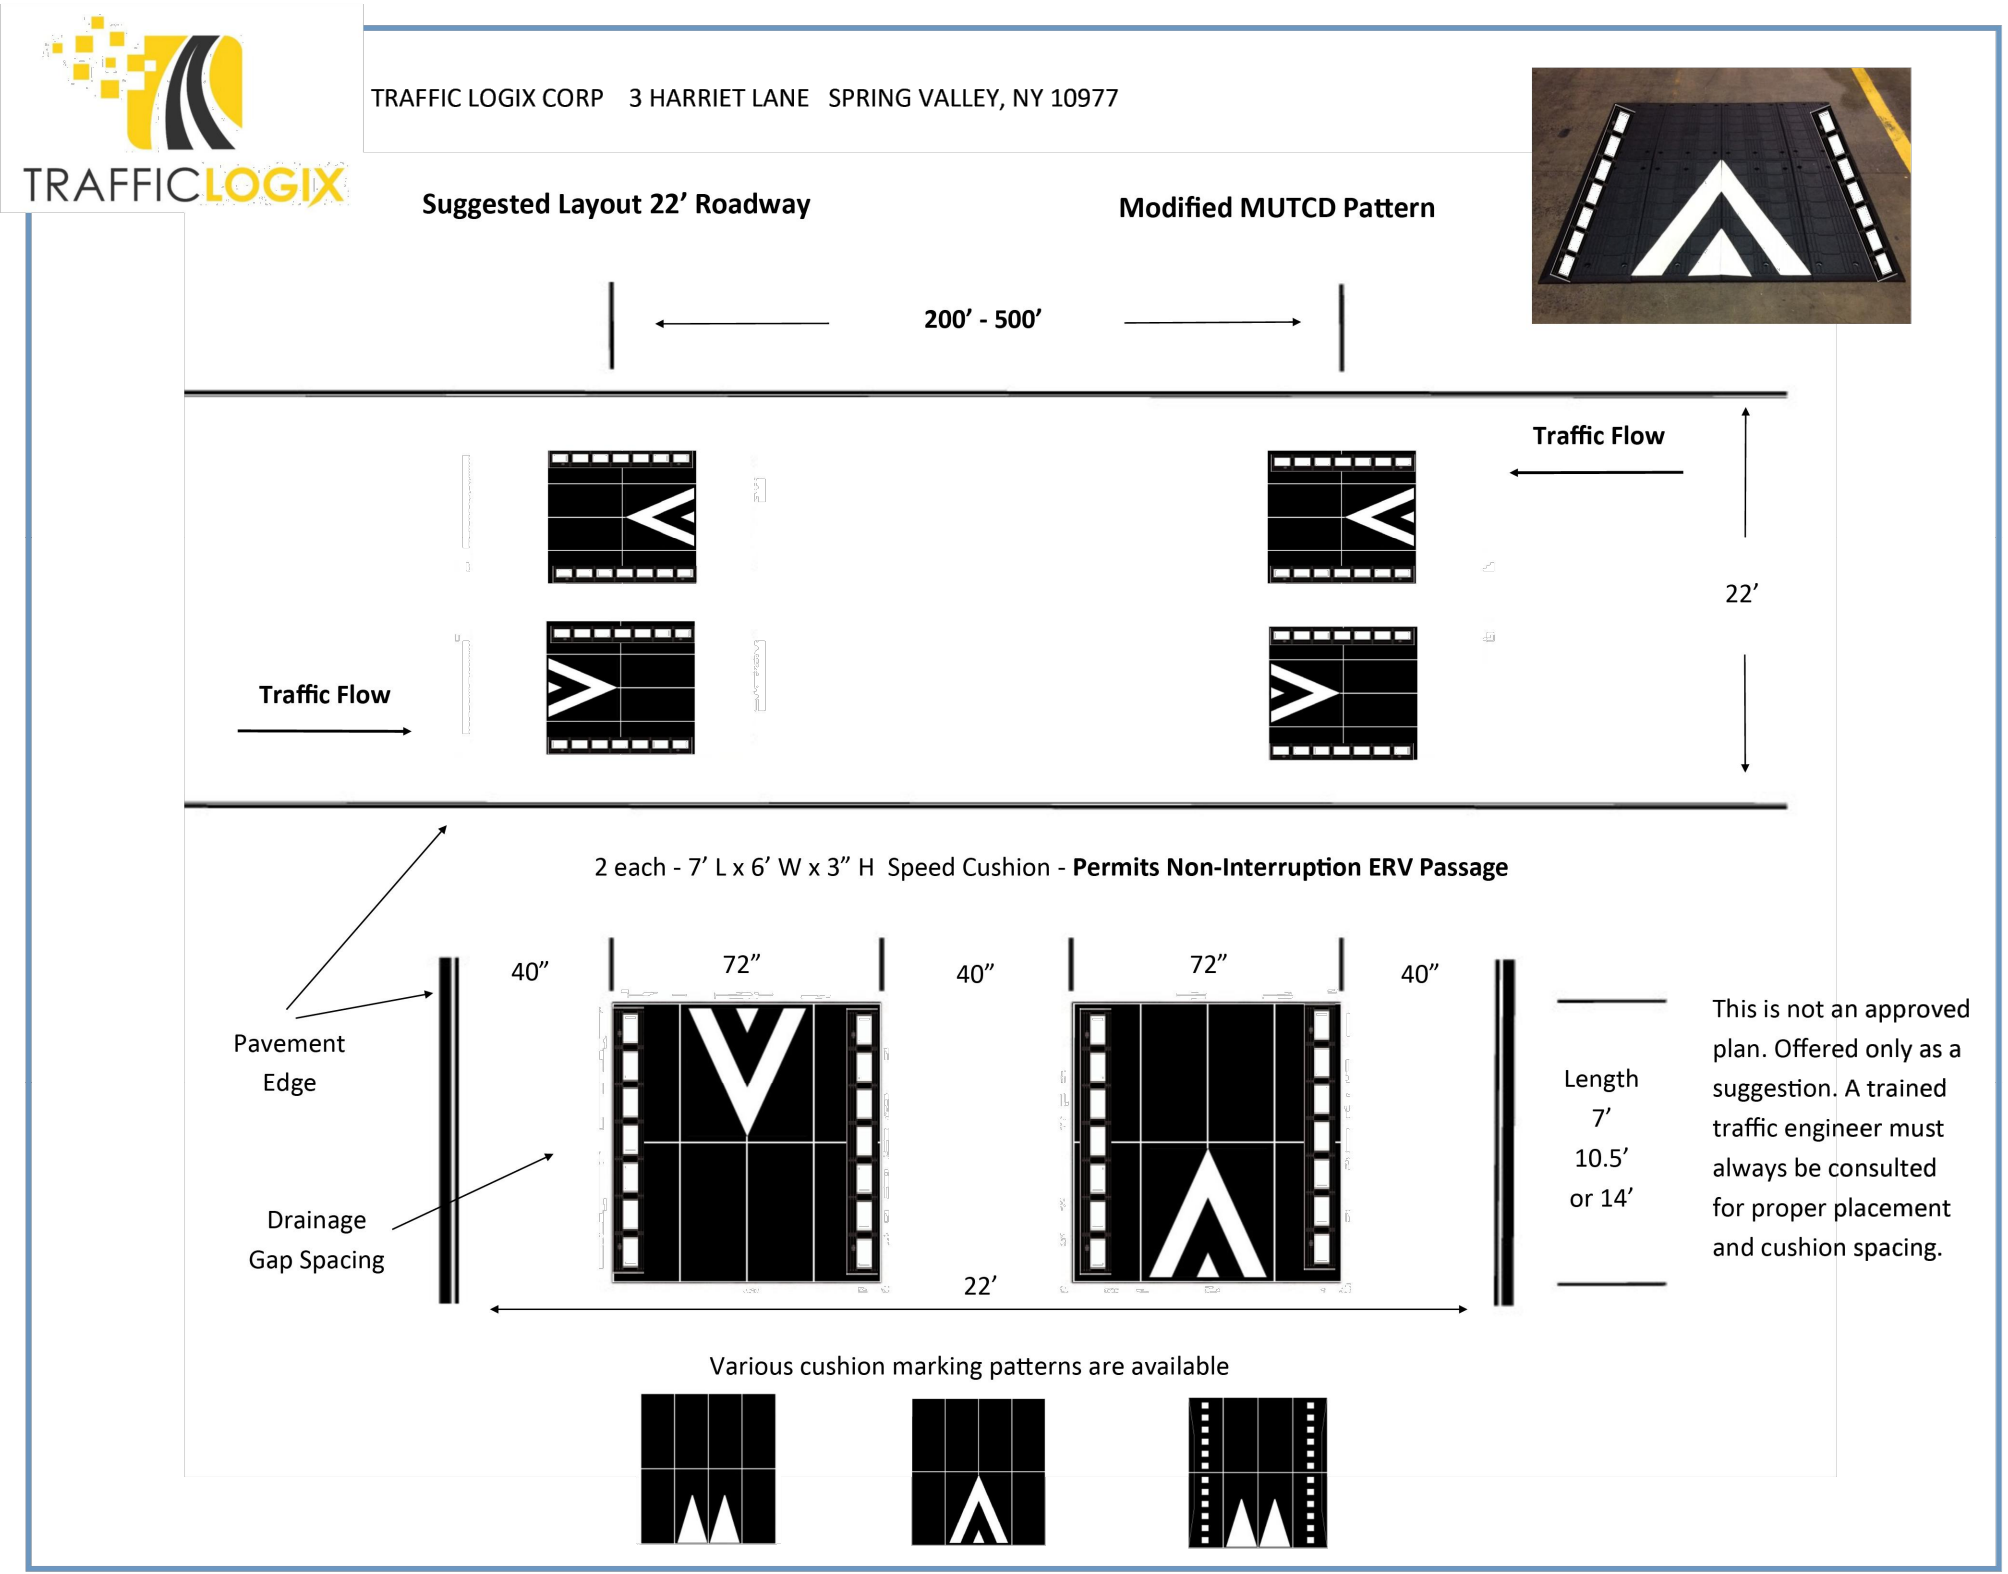 TRAFFICLOGIX
TRAFFIC LOGIX CORP 3 HARRIET LANE SPRING VALLEY, NY 10977
Suggested Layout 22’ Roadway
Modified MUTCD Pattern
200’ - 500’
Traffic Flow
22’
Traffic Flow
2 each - 7’ L x 6’ W x 3” H Speed Cushion - Permits Non-Interruption ERV Passage
40”
72”
40”
72”
40”
Pavement
Edge
Drainage
Gap Spacing
22’
Length
7’
10.5’
or 14’
This is not an approved
plan. Offered only as a
suggestion. A trained
traffic engineer must
always be consulted
for proper placement
and cushion spacing.
Various cushion marking patterns are available